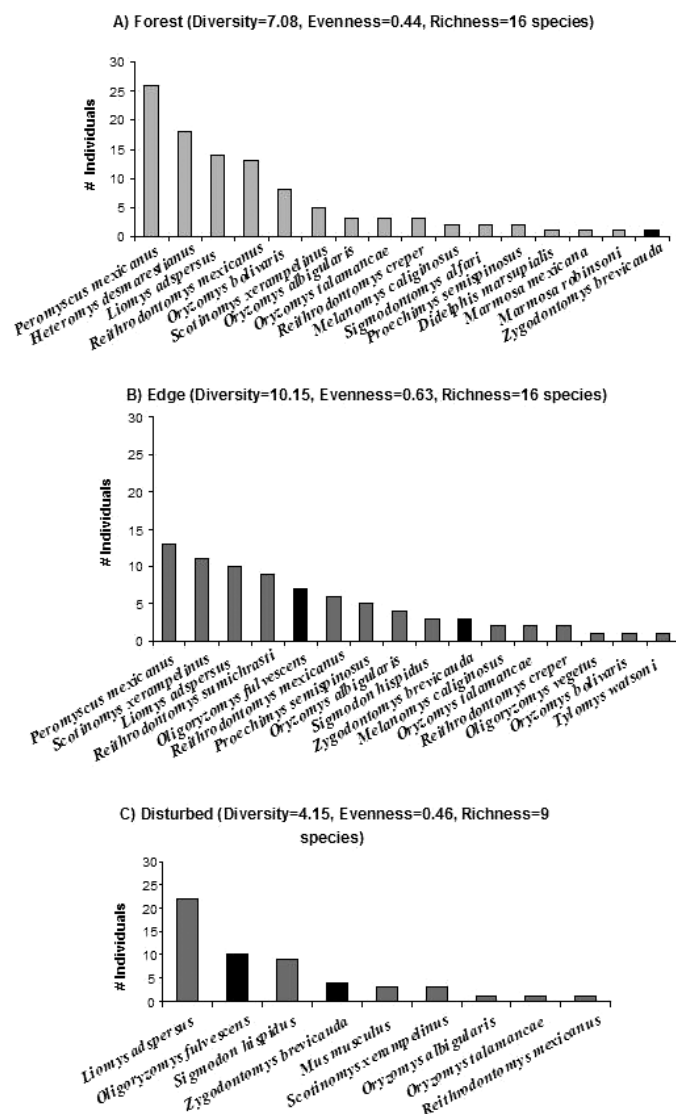 A) Forest (Diversity=7.08, Evenness=0.44, Richness=16 species)
# Individuals
30
25
20
15
10
5
0
Peromyscus mexicanus
Heteromys desmarestianus
Liomys adspersus
Reithrodontomys mexicanus
Oryzomys bolivaris
Scotinomys xerampelinus
Oryzomys albigularis
Oryzomys talamancae
Reithrodontomys creper
Melanomys caliginosus
Sigmodontomys alfari
Proechimys semispinosus
Didelphis marsupialis
Marmosa mexicana
Marmosa robinsoni
Zygodontomys brevicauda
B) Edge (Diversity=10.15, Evenness=0.63, Richness=16 species)
# Individuals
30
25
20
15
10
5
0
Peromyscus mexicanus
Scotinomys xerampelinus
Liomys adspersus
Reithrodontomys sumichrasti
Oligoryzomys fulvescens
Reithrodontomys mexicanus
Proechimys semispinosus
Oryzomys albigularis
Sigmodon hispidus
Zygodontomys brevicauda
Melanomys caliginosus
Oryzomys talamancae
Reithrodontomys creper
Oligoryzomys vegetus
Oryzomys bolivaris
Tylomys watsoni
C) Disturbed (Diversity=4.15, Evenness=0.46, Richness=9
species)
# Individuals
30
25
20
15
10
5
0
Liomys adspersus
Oligoryzomys fulvescens
Sigmodon hispidus
Zygodontomys brevicauda
Mus musculus
Scotinomys xerampelinus
Oryzomys albigularis
Oryzomys talamancae
Reithrodontomys mexicanus